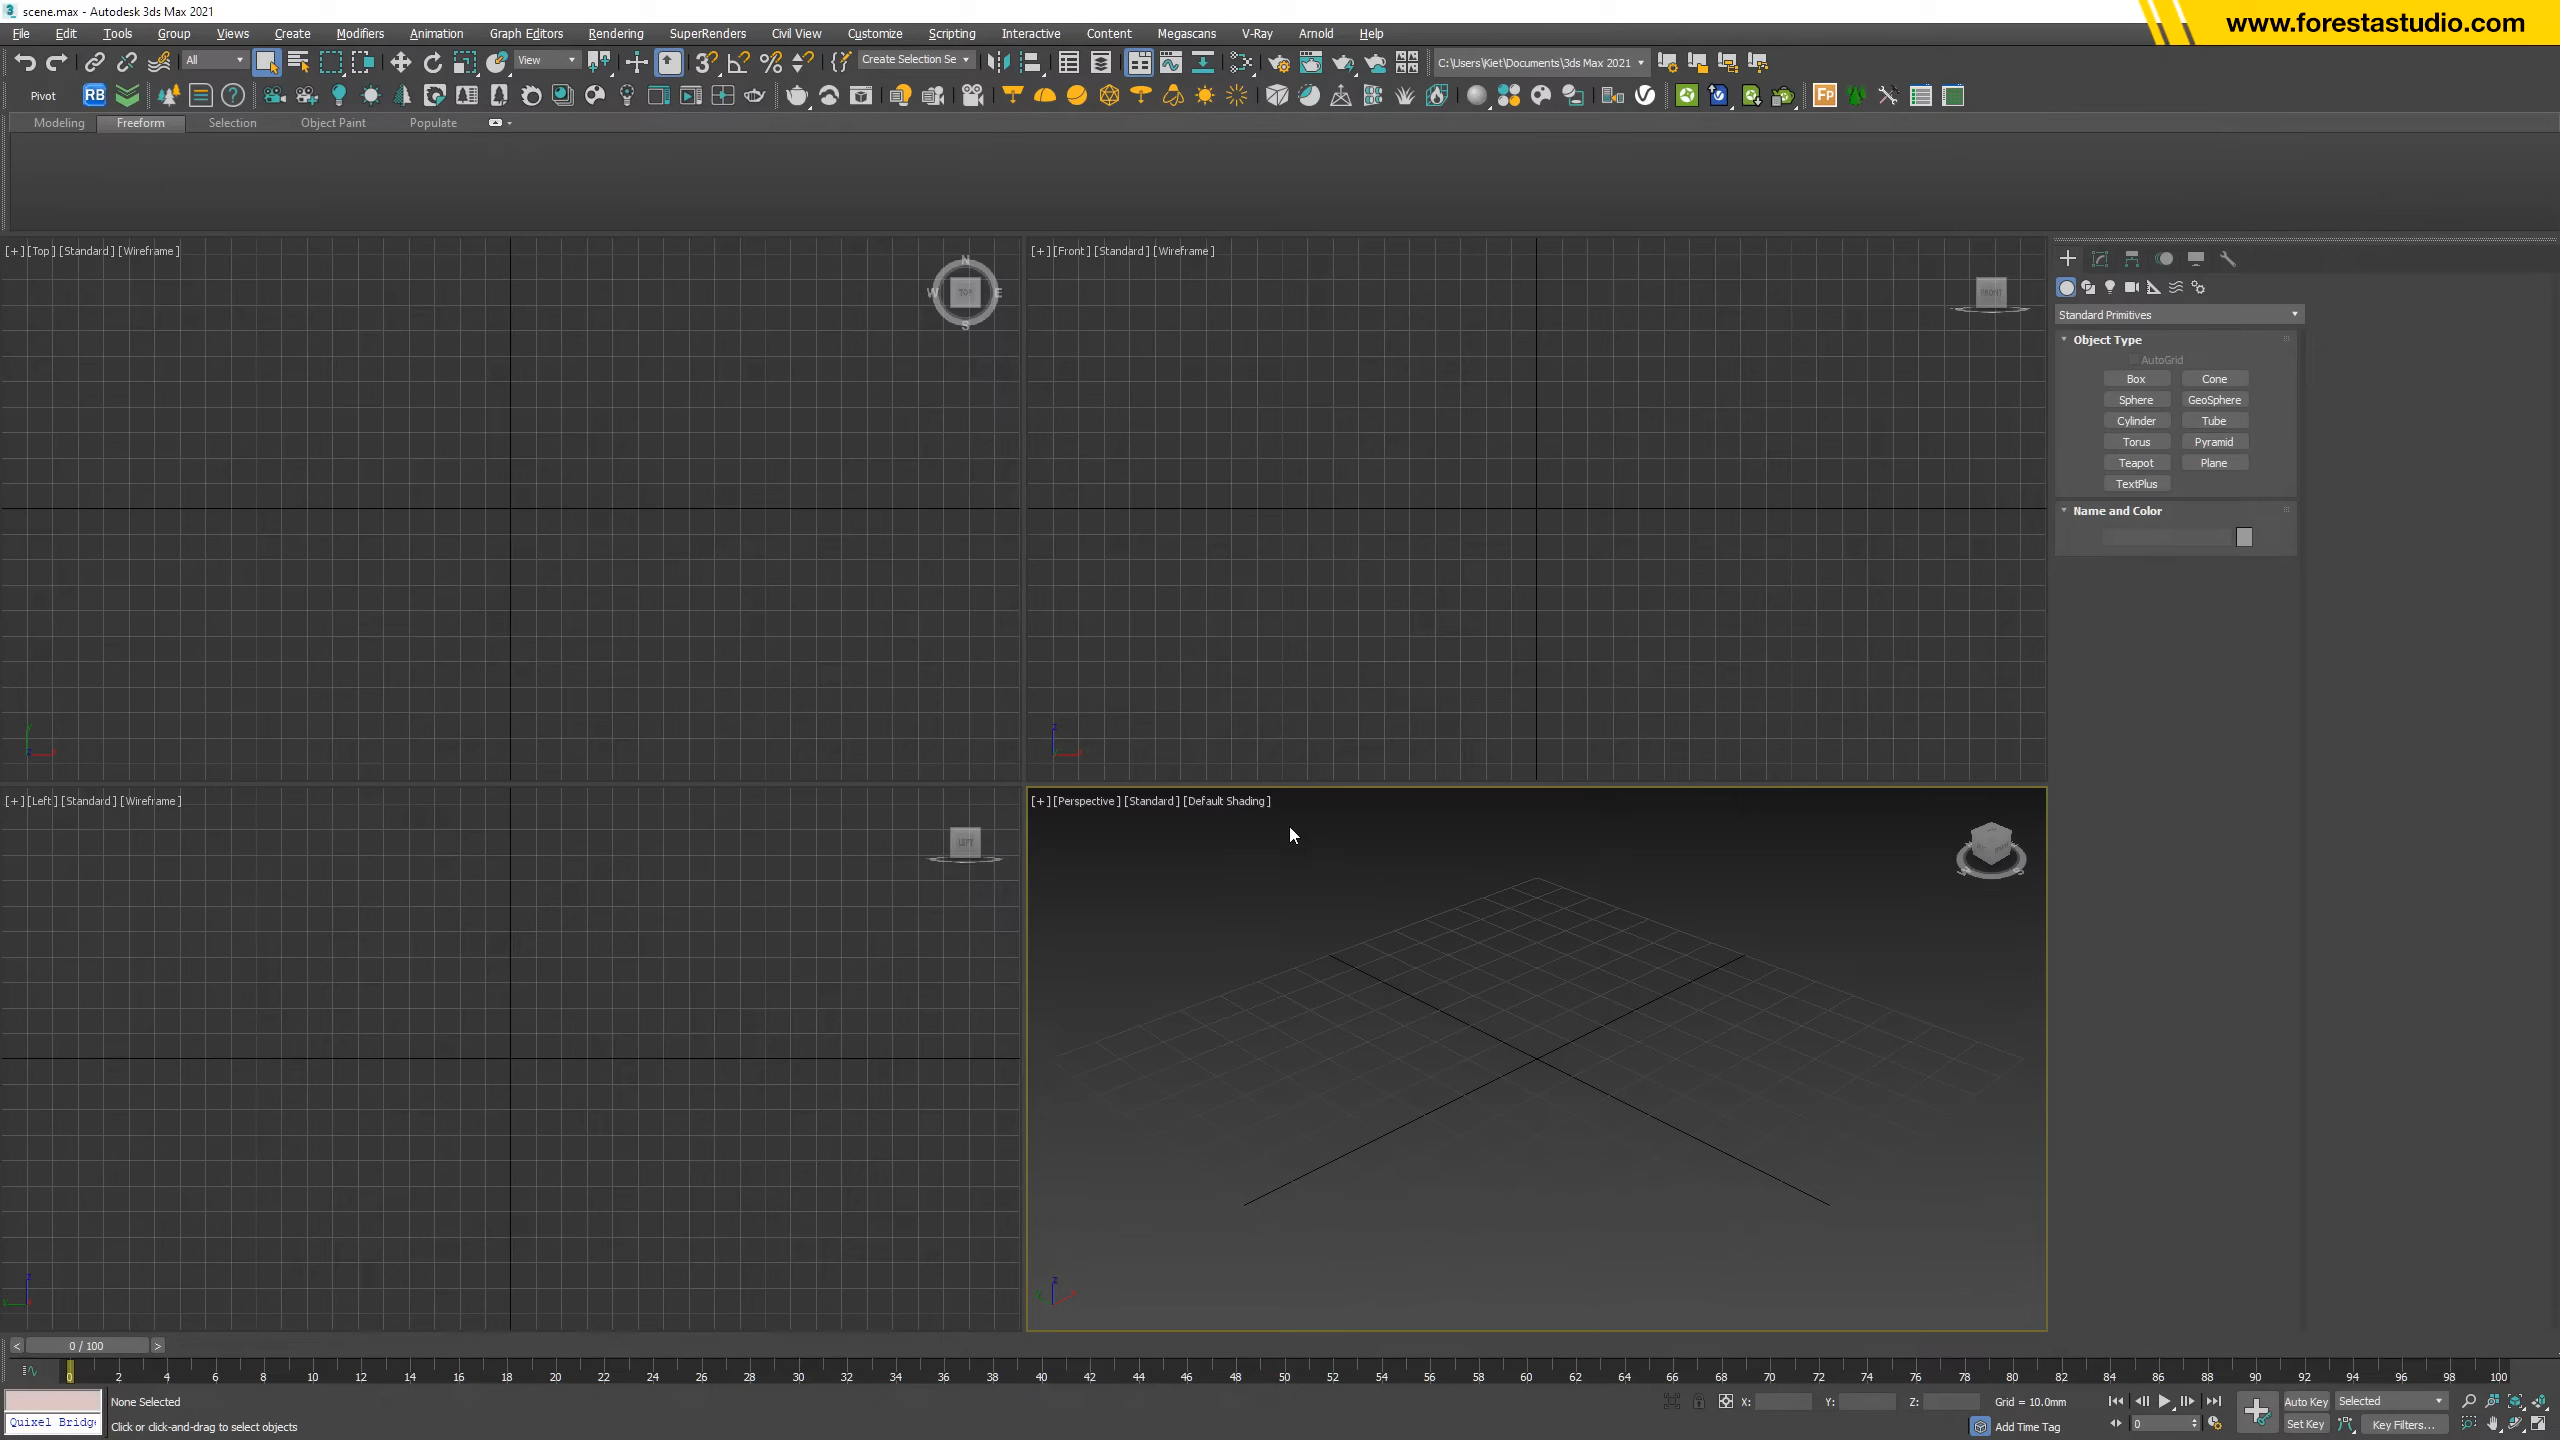 scene.max - Autodesk 3ds Max 2021
www.forestastudio.com
File Edit Tools Group Views Create Modifiers Animation Graph Editors Rendering SuperRenders Civil View Customize Scripting Interactive Content Megascans V-Ray Arnold Help
All View Create Selection Se C:\Users\Kiet\Documents\3ds Max 2021
Pivot RB Fp
Modeling Freeform Selection Object Paint Populate
[+] [Top] [Standard] [Wireframe]
N
W TOP E
S
[+] [Front] [Standard] [Wireframe]
FRONT
Standard Primitives
Object Type
AutoGrid
Box Cone
Sphere GeoSphere
Cylinder Tube
Torus Pyramid
Teapot Plane
TextPlus
Name and Color
[+] [Left] [Standard] [Wireframe]
LEFT
[+] [Perspective] [Standard] [Default Shading]
< 0 / 100 >
0 2 4 6 8 10 12 14 16 18 20 22 24 26 28 30 32 34 36 38 40 42 44 46 48 50 52 54 56 58 60 62 64 66 68 70 72 74 76 78 80 82 84 86 88 90 92 94 96 98 100
None Selected
X: Y: Z: Grid = 10.0mm
Auto Key Selected
Quixel Bridg
Click or click-and-drag to select objects
Add Time Tag
0
Set Key Key Filters...